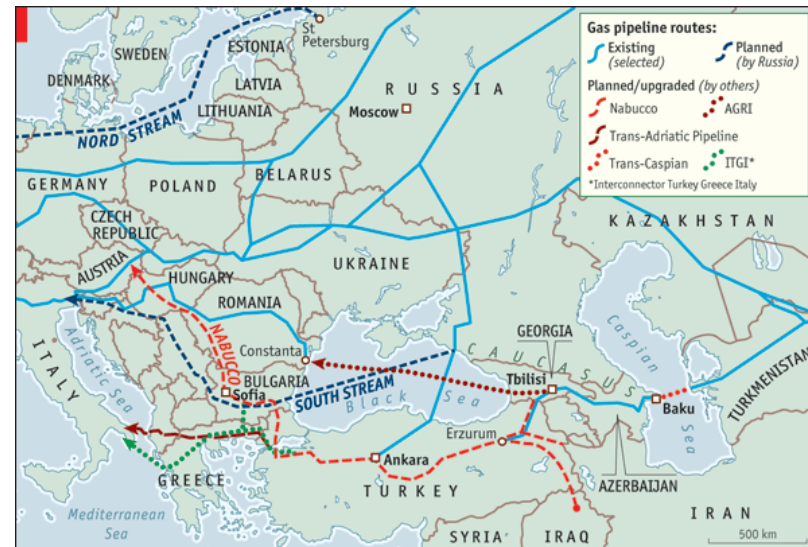 St
Petersburg
SWEDEN
ESTONIA
DENMARK
LATVIA
LITHUANIA
RUSSIA
Moscow
NORD STREAM
GERMANY
POLAND
BELARUS
CZECH
REPUBLIC
AUSTRIA
HUNGARY
UKRAINE
ROMANIA
KAZAKHSTAN
ITALY
Adriatic Sea
NABUCCO
Constanta
BULGARIA
Sofia
SOUTH STREAM
Black Sea
GEORGIA
CAUCASUS
Tbilisi
Caspian
Sea
Baku
TURKMENISTAN
Erzurum
Ankara
GREECE
TURKEY
AZERBAIJAN
Mediterranean
Sea
SYRIA
IRAQ
IRAN
500 km
Gas pipeline routes:
Existing
(selected)
Planned
(by Russia)
Planned/upgraded (by others)
Nabucco
AGRI
Trans-Adriatic Pipeline
Trans-Caspian
ITGI*
*Interconnector Turkey Greece Italy